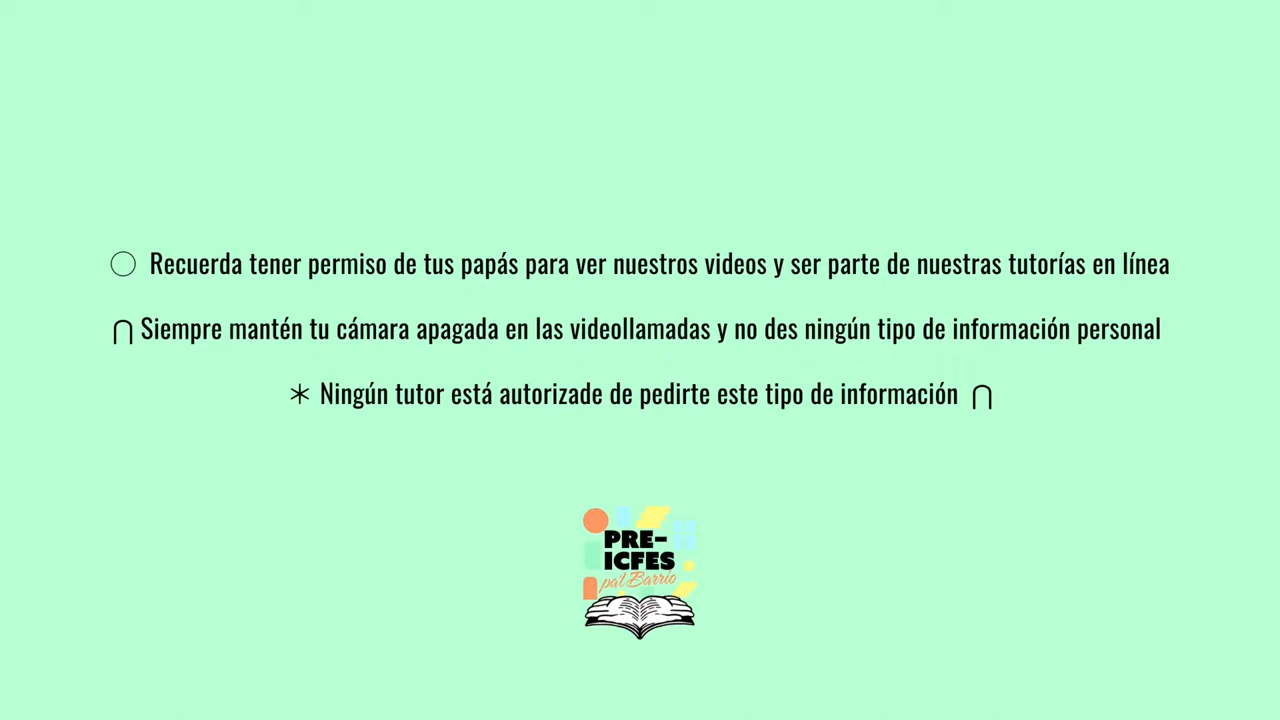 Recuerda tener permiso de tus papás para ver nuestros videos y ser parte de nuestras tutorías en línea
Siempre mantén tu cámara apagada en las videollamadas y no des ningún tipo de información personal
Ningún tutor está autorizade de pedirte este tipo de información
PRE-
ICFES
pa'l Barrio